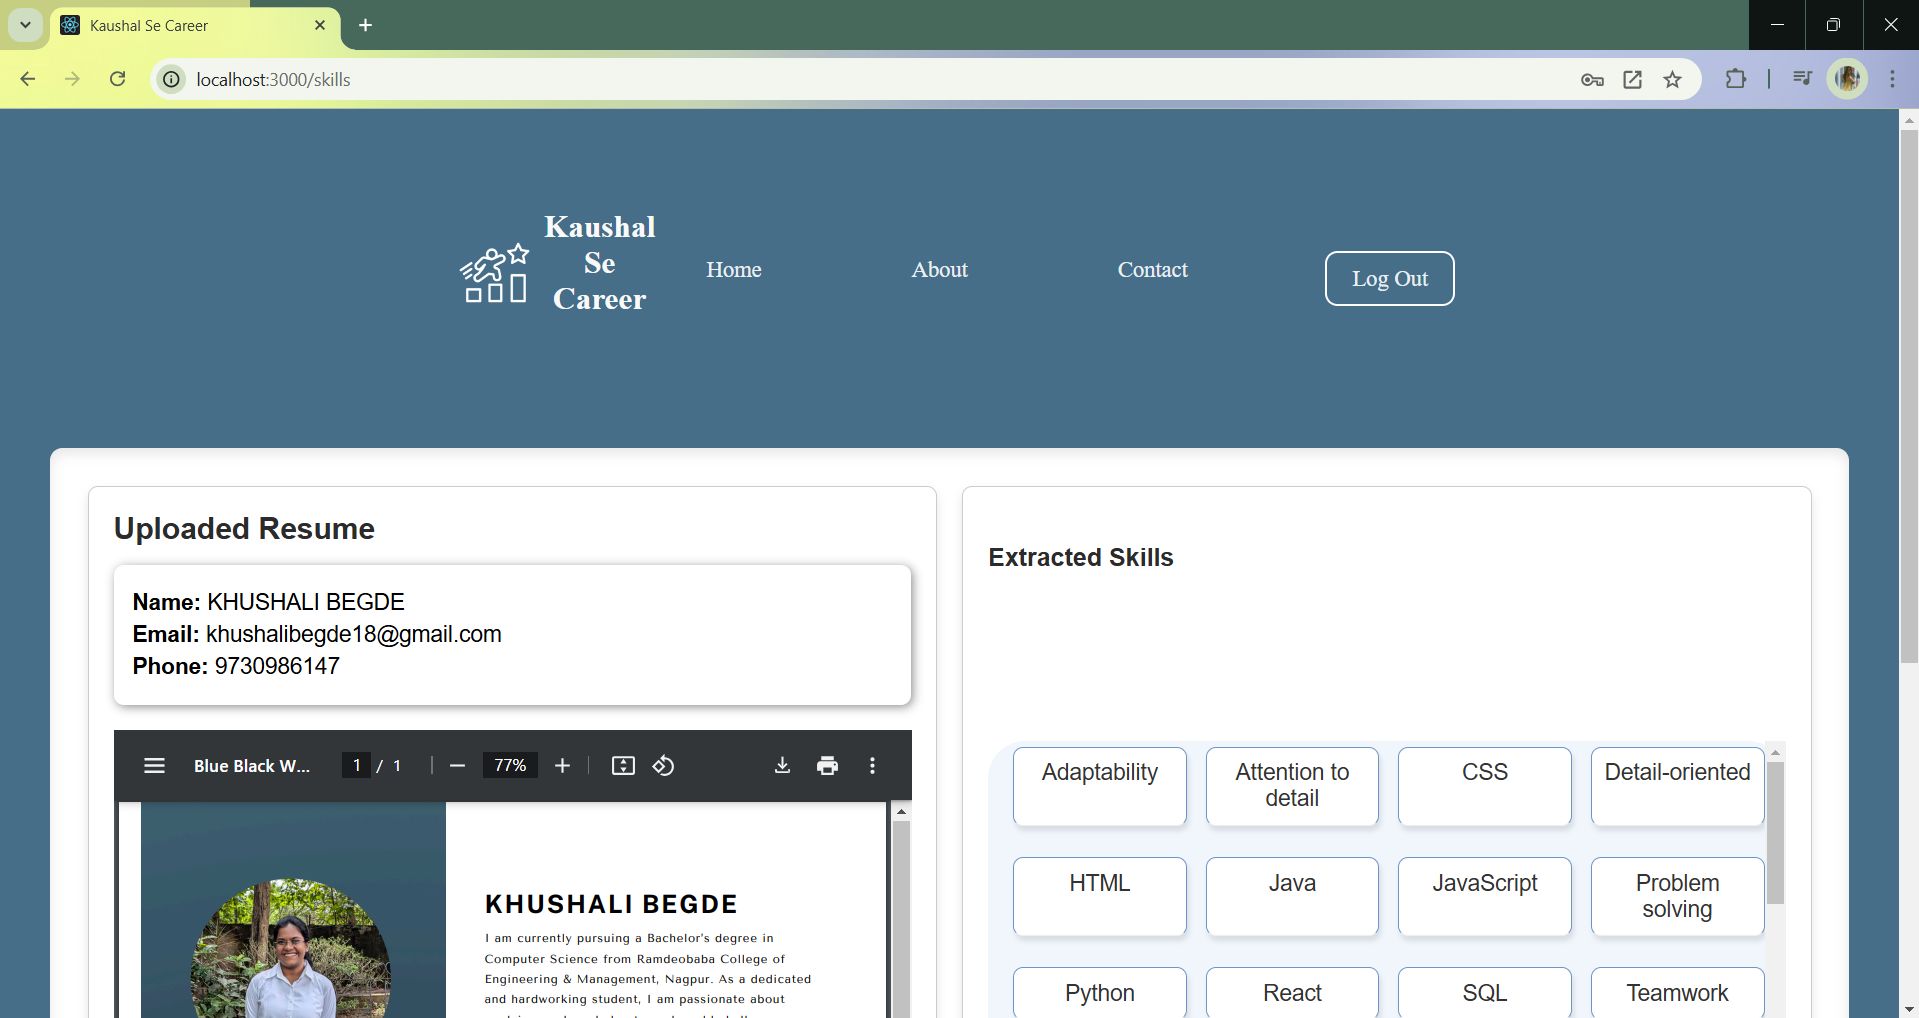 Kaushal Se Career
localhost:3000/skills
Kaushal
Se
Career
Home
About
Contact
Log Out
Uploaded Resume
Name: KHUSHALI BEGDE
Email: khushalibegde18@gmail.com
Phone: 9730986147
Blue Black W...
1 / 1
77%
KHUSHALI BEGDE
I am currently pursuing a Bachelor's degree in
Computer Science from Ramdeobaba College of
Engineering & Management, Nagpur. As a dedicated
and hardworking student, I am passionate about
Extracted Skills
Adaptability
Attention to
detail
CSS
Detail-oriented
HTML
Java
JavaScript
Problem
solving
Python
React
SQL
Teamwork